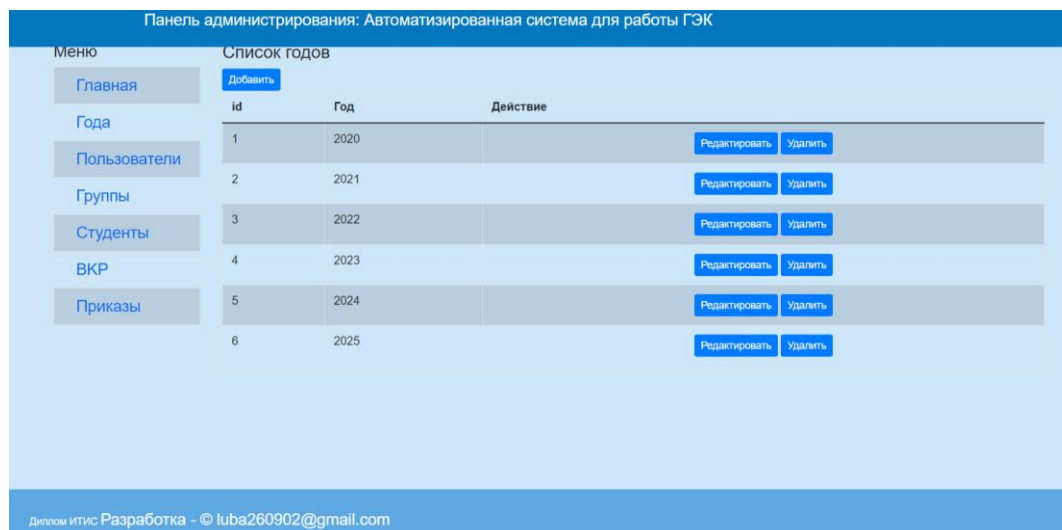 Панель администрирования: Автоматизированная система для работы ГЭК
Меню
Главная
Года
Пользователи
Группы
Студенты
ВКР
Приказы
Список годов
Добавить
id Год Действие
1 2020 Редактировать Удалить
2 2021 Редактировать Удалить
3 2022 Редактировать Удалить
4 2023 Редактировать Удалить
5 2024 Редактировать Удалить
6 2025 Редактировать Удалить
Диплом ИТИС Разработка - © luba260902@gmail.com